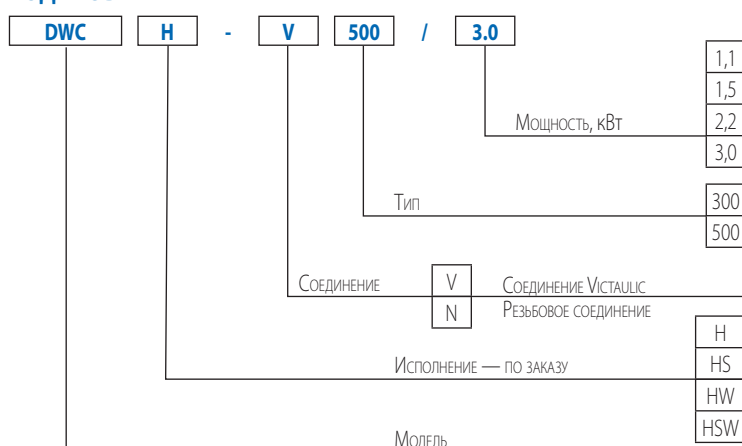 DWC H - V 500 / 3.0
1,1
1,5
Мощность, кВт 2,2
3,0
Тип 300
500
Соединение V Соединение Victaulic
N Резьбовое соединение
H
Исполнение — по заказу HS
HW
HSW
Модель